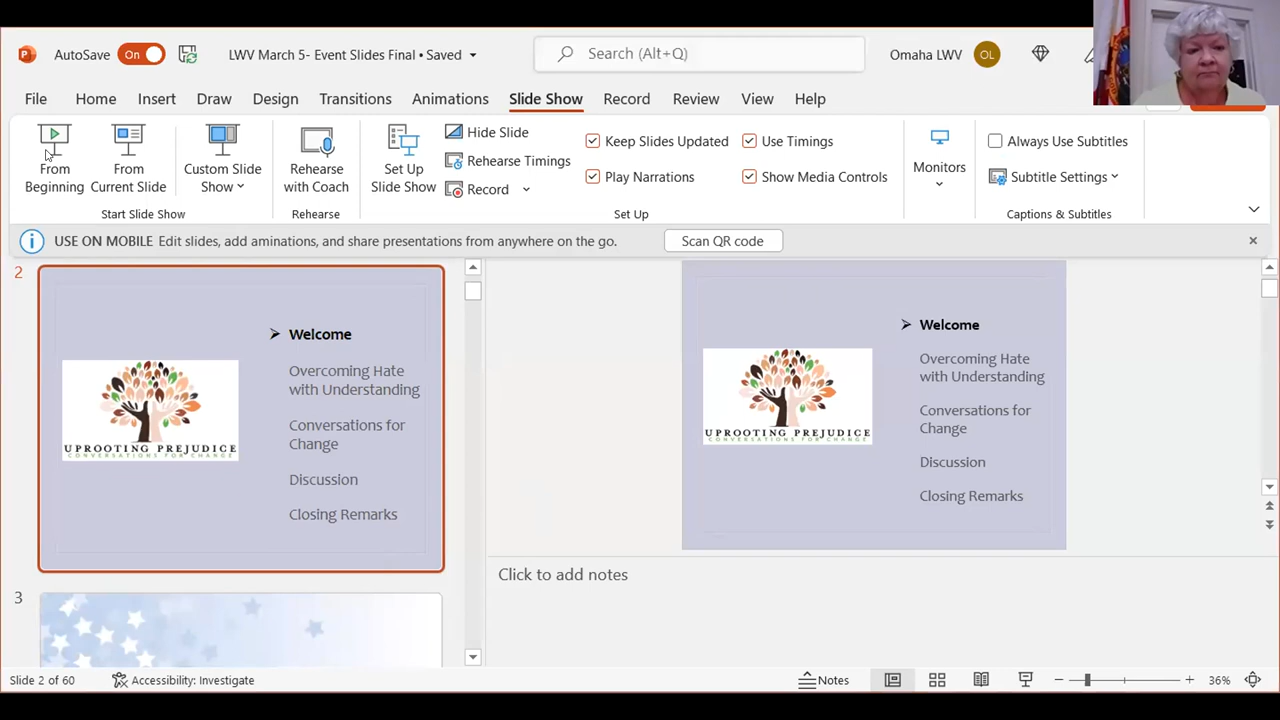 AutoSave On LWV March 5- Event Slides Final • Saved Search (Alt+Q) Omaha LWV OL
File Home Insert Draw Design Transitions Animations Slide Show Record Review View Help
From Beginning
From Current Slide
Custom Slide Show
Start Slide Show
Rehearse with Coach
Rehearse
Set Up Slide Show
Hide Slide
Rehearse Timings
Record
Keep Slides Updated
Play Narrations
Use Timings
Show Media Controls
Set Up
Monitors
Always Use Subtitles
Subtitle Settings
Captions & Subtitles
USE ON MOBILE Edit slides, add aminations, and share presentations from anywhere on the go. Scan QR code
2
Welcome
Overcoming Hate
with Understanding
Conversations for
Change
Discussion
Closing Remarks
UPROOTING PREJUDICE
CONVERSATIONS FOR CHANGE
3
Welcome
Overcoming Hate
with Understanding
Conversations for
Change
Discussion
Closing Remarks
UPROOTING PREJUDICE
CONVERSATIONS FOR CHANGE
Click to add notes
Slide 2 of 60 Accessibility: Investigate Notes 36%